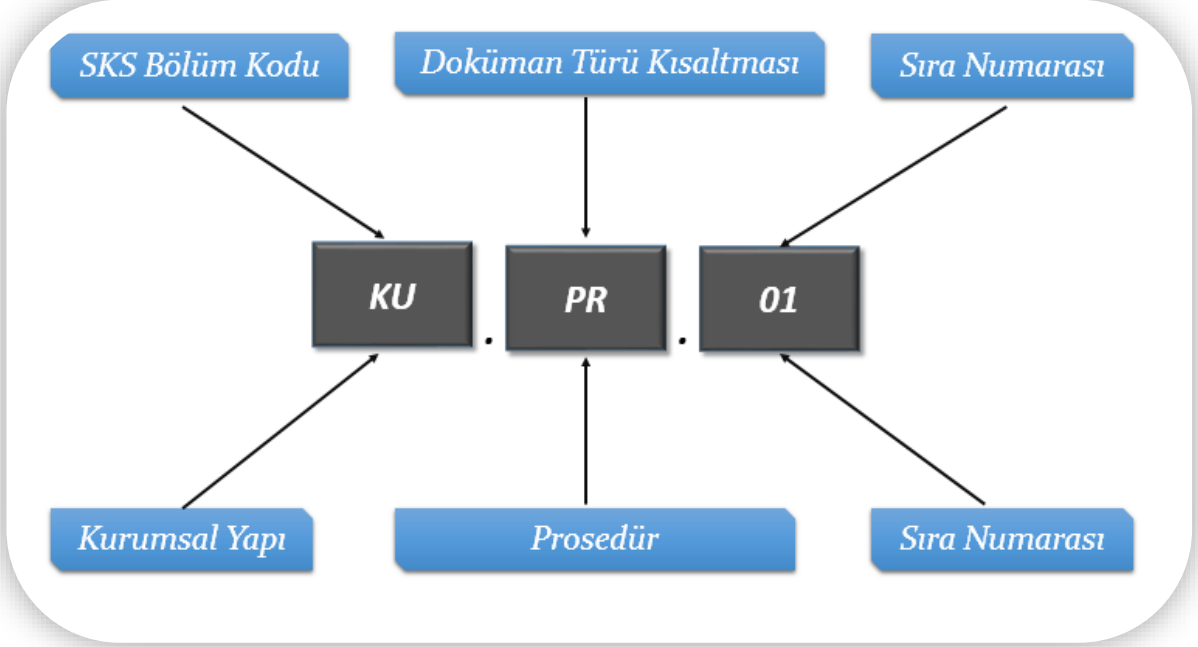 SKS Bölüm Kodu
Doküman Türü Kısaltması
Sıra Numarası
KU . PR . 01
Kurumsal Yapı
Prosedür
Sıra Numarası